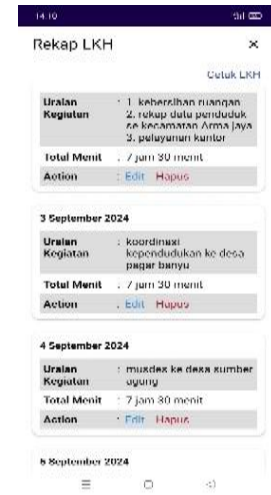 14.10
Rekap LKH
Cetak LKH
Uraian Kegiatan : 1. kebersihan ruangan
2. rekap data penduduk
se kecamatan Arma jaya
3. pelayanan kantor
Total Menit : 7 jam 30 menit
Action : Edit Hapus
3 September 2024
Uraian Kegiatan : koordinasi
kependudukan ke desa
pagar banyu
Total Menit : 7 jam 30 menit
Action : Edit Hapus
4 September 2024
Uraian Kegiatan : musdes ke desa sumber
agung
Total Menit : 7 jam 30 menit
Action : Edit Hapus
5 September 2024